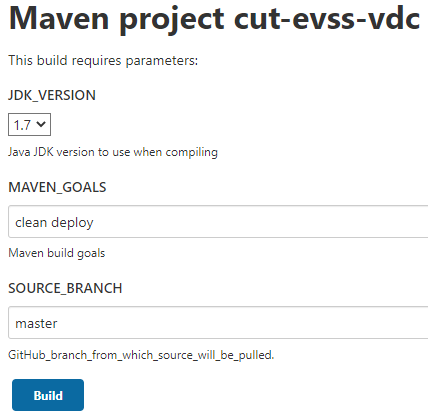 Maven project cut-evss-vdc
This build requires parameters:
JDK_VERSION
1.7
Java JDK version to use when compiling
MAVEN_GOALS
clean deploy
Maven build goals
SOURCE_BRANCH
master
GitHub_branch_from_which_source_will_be_pulled.
Build